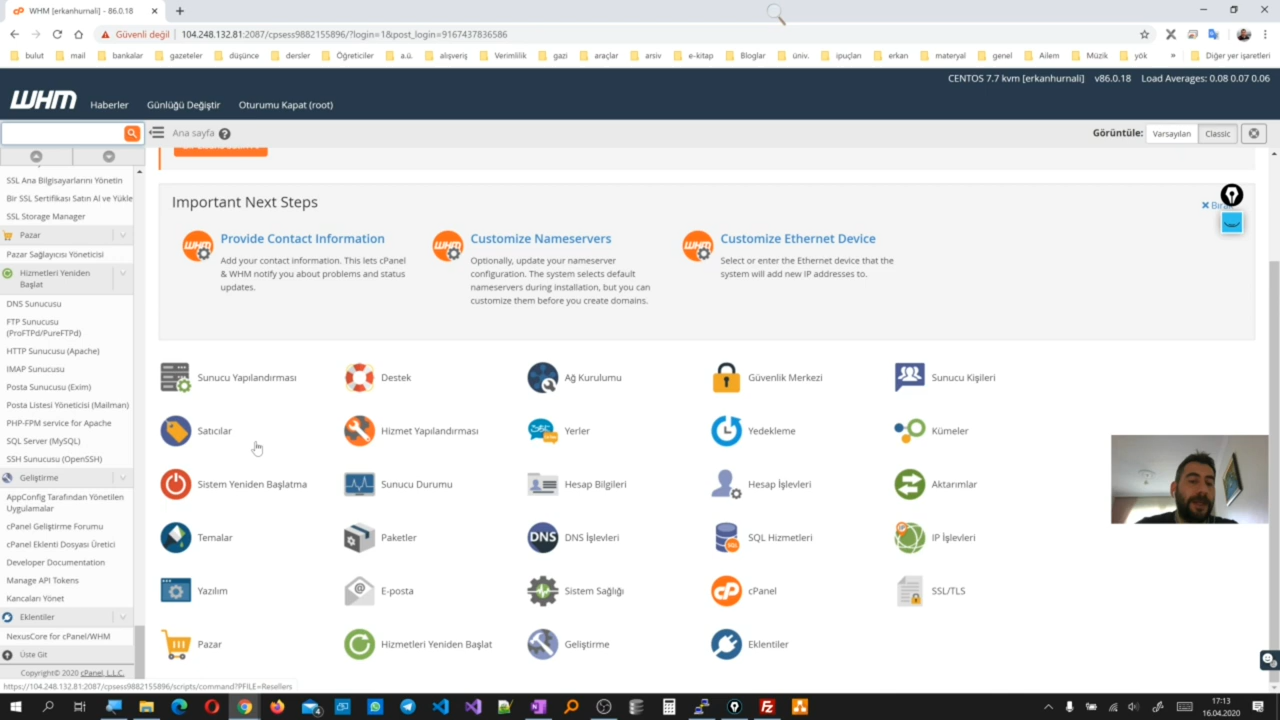 WHM [erkanhurnali] - 86.0.18
Güvenli değil
104.248.132.81:2087/cpsess9882155896/?login=1&post_login=9167437836586
bulut
mail
bankalar
gazeteler
düşünce
dersler
Öğreticiler
a.ü.
alışveriş
Verimlilik
gazi
araçlar
arsiv
e-kitap
Bloglar
üniv.
ipuçları
erkan
materyal
genel
Ailem
Müzik
yök
»
Diğer yer işaretleri
CENTOS 7.7 kvm [erkanhurnali] v86.0.18 Load Averages: 0.08 0.07 0.06
WHM
Haberler
Günlüğü Değiştir
Oturumu Kapat (root)
Ana sayfa
Görüntüle:
Varsayılan
Classic
SSL Ana Bilgisayarlarını Yönetin
Bir SSL Sertifikası Satın Al ve Yükle
SSL Storage Manager
Pazar
Pazar Sağlayıcısı Yöneticisi
Hizmetleri Yeniden
Başlat
DNS Sunucusu
FTP Sunucusu
(ProFTPd/PureFTPd)
HTTP Sunucusu (Apache)
IMAP Sunucusu
Posta Sunucusu (Exim)
Posta Listesi Yöneticisi (Mailman)
PHP-FPM service for Apache
SQL Server (MySQL)
SSH Sunucusu (OpenSSH)
Geliştirme
AppConfig Tarafından Yönetilen
Uygulamalar
cPanel Geliştirme Forumu
cPanel Eklenti Dosyası Üretici
Developer Documentation
Manage API Tokens
Kancaları Yönet
Eklentiler
NexusCore for cPanel/WHM
Üste Git
Copyright© 2020 cPanel, L.L.C.
Important Next Steps
Provide Contact Information
Add your contact information. This lets cPanel
& WHM notify you about problems and status
updates.
Customize Nameservers
Optionally, update your nameserver
configuration. The system selects default
nameservers during installation, but you can
customize them before you create domains.
Customize Ethernet Device
Select or enter the Ethernet device that the
system will add new IP addresses to.
Sunucu Yapılandırması
Destek
Ağ Kurulumu
Güvenlik Merkezi
Sunucu Kişileri
Satıcılar
Hizmet Yapılandırması
Yerler
Yedekleme
Kümeler
Sistem Yeniden Başlatma
Sunucu Durumu
Hesap Bilgileri
Hesap İşlevleri
Aktarımlar
Temalar
Paketler
DNS İşlevleri
SQL Hizmetleri
IP İşlevleri
Yazılım
E-posta
Sistem Sağlığı
cPanel
SSL/TLS
Pazar
Hizmetleri Yeniden Başlat
Geliştirme
Eklentiler
https://104.248.132.81:2087/cpsess9882155896/scripts/command?PFILE=Resellers
17:13
16.04.2020